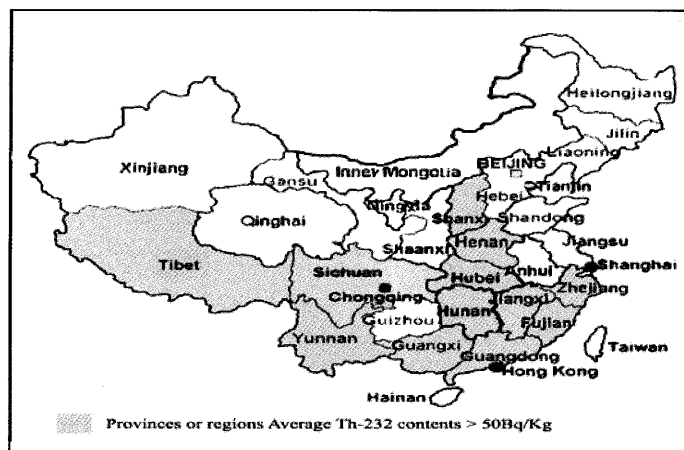 Heilongjiang
Jilin
Liaoning
BEIJING
Xinjiang
Inner Mongolia
Gansu
Tianjin
Hebei
Ningxia
Shanxi
Shandong
Qinghai
Shaanxi
Henan
Jiangsu
Tibet
Sichuan
Hubei
Anhui
Shanghai
Chongqing
Zhejiang
Jiangxi
Hunan
Guizhou
Fujian
Yunnan
Guangxi
Guangdong
Taiwan
Hong Kong
Hainan
Provinces or regions Average Th-232 contents > 50Bq/Kg